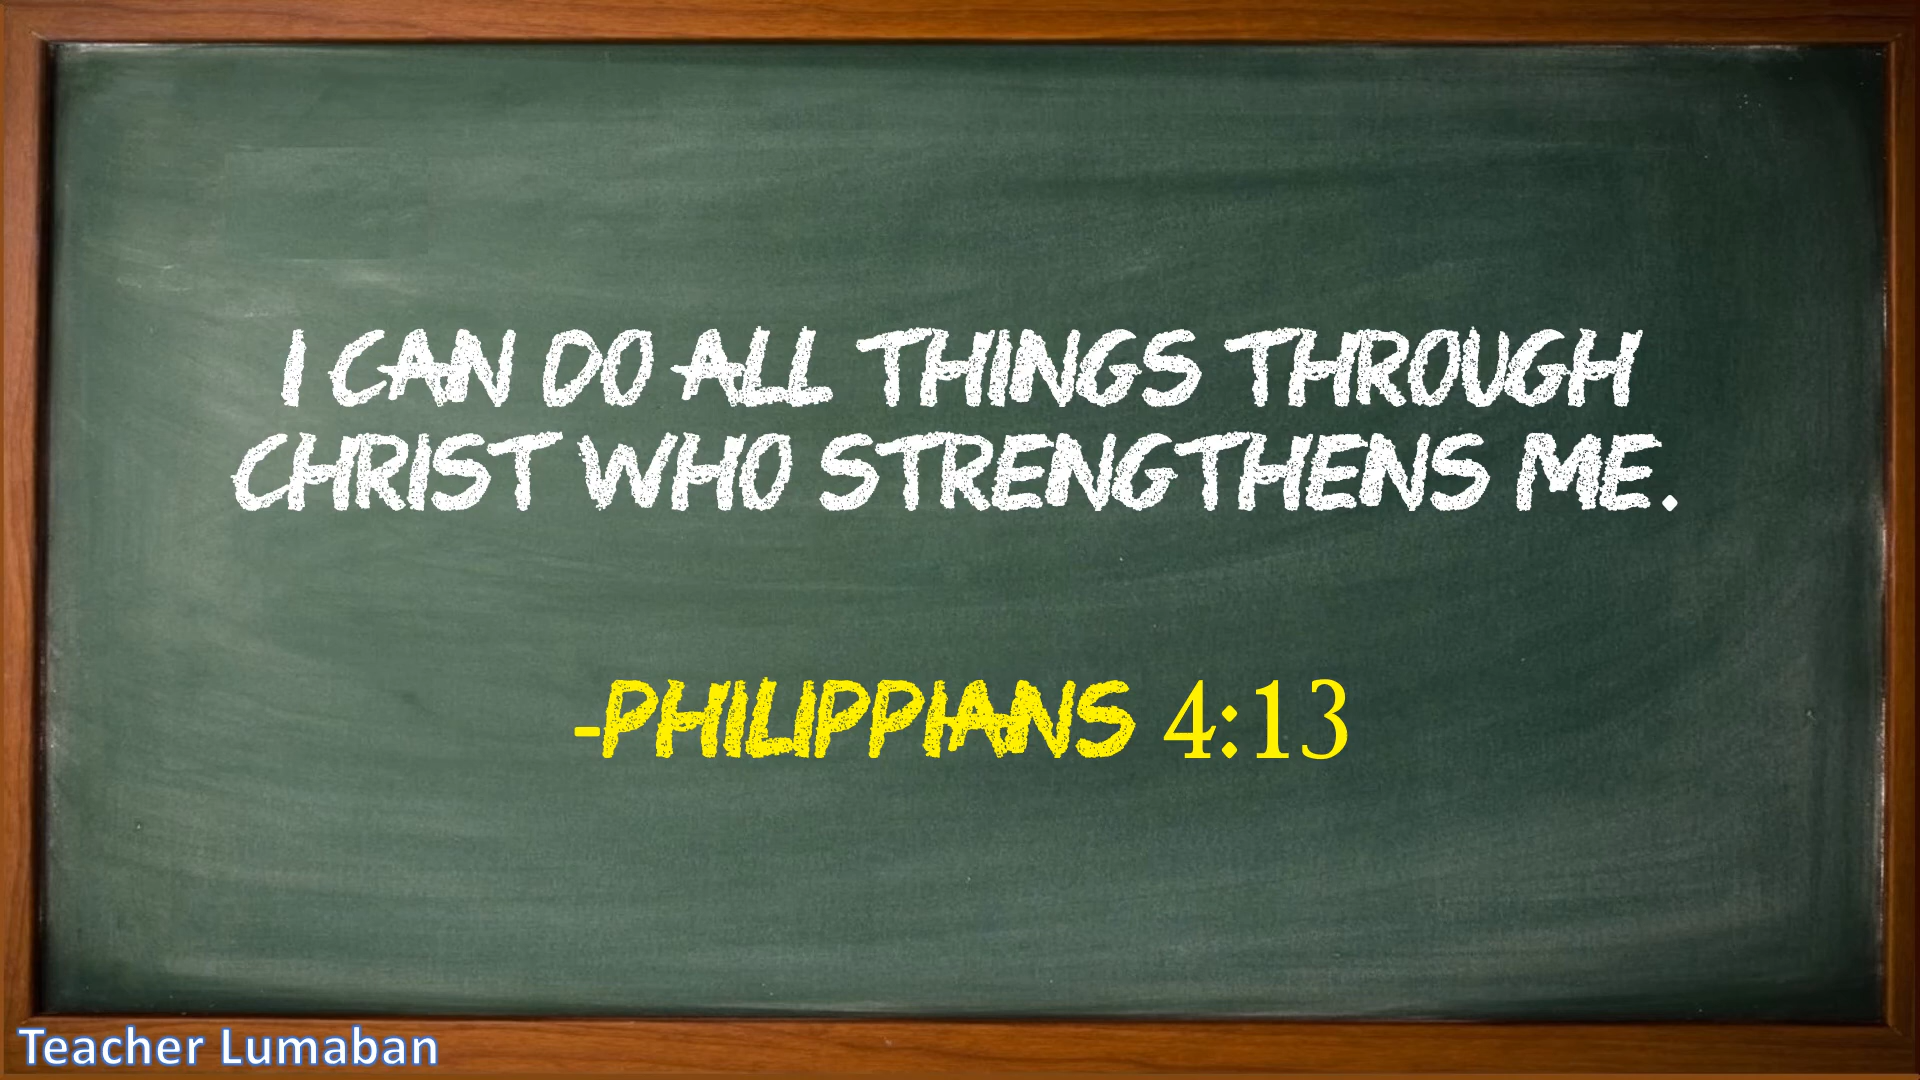 I CAN DO ALL THINGS THROUGH
CHRIST WHO STRENGTHENS ME.
-PHILIPPIANS 4:13
Teacher Lumaban